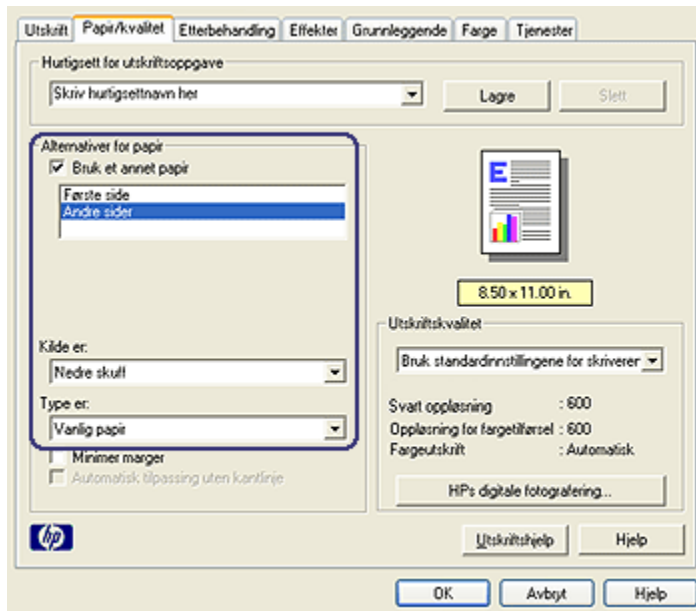 Utskrift Papir/kvalitet Etterbehandling Effekter Grunnleggende Farge Tjenester
Hurtigsett for utskriftsoppgave
Skriv hurtigsettnavn her
Lagre Slett
Alternativer for papir
Bruk et annet papir
Første side
Andre sider
E
8.50 x 11.00 in.
Kilde er:
Nedre skuff
Type er:
Vanlig papir
Minimer marger
Automatisk tilpassing uten kantlinje
Utskriftskvalitet
Bruk standardinnstillingene for skriverer
Svart oppløsning : 600
Oppløsning for fargetilførsel : 600
Fargeutskrift : Automatisk
HPs digitale fotografering...
hp
Utskriftshjelp Hjelp
OK Avbryt Hjelp